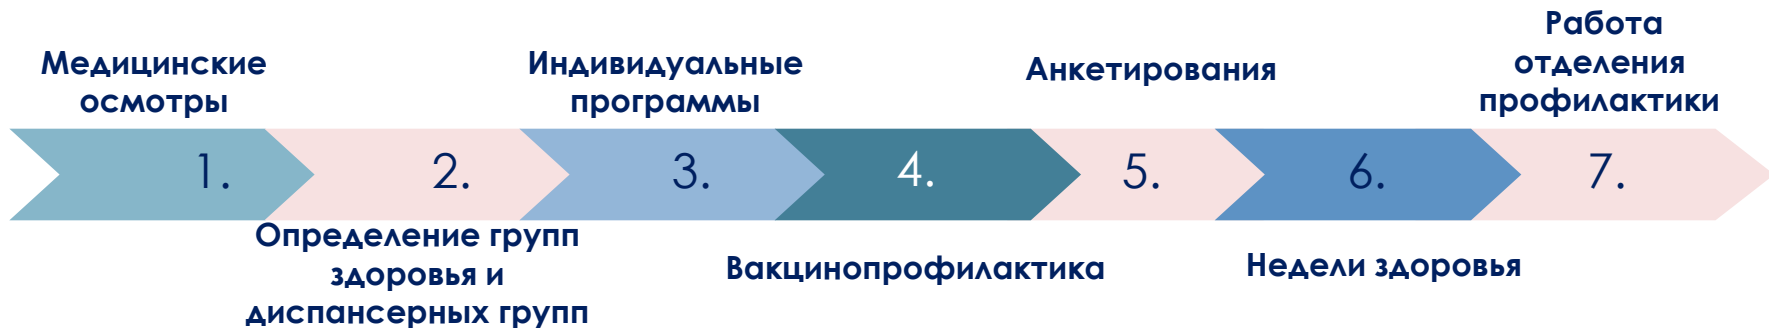 Медицинские
осмотры
1.
2.
Определение групп
здоровья и
диспансерных групп
Индивидуальные
программы
3.
4.
Вакцинопрофилактика
Анкетирования
5.
6.
Недели здоровья
Работа
отделения
профилактики
7.